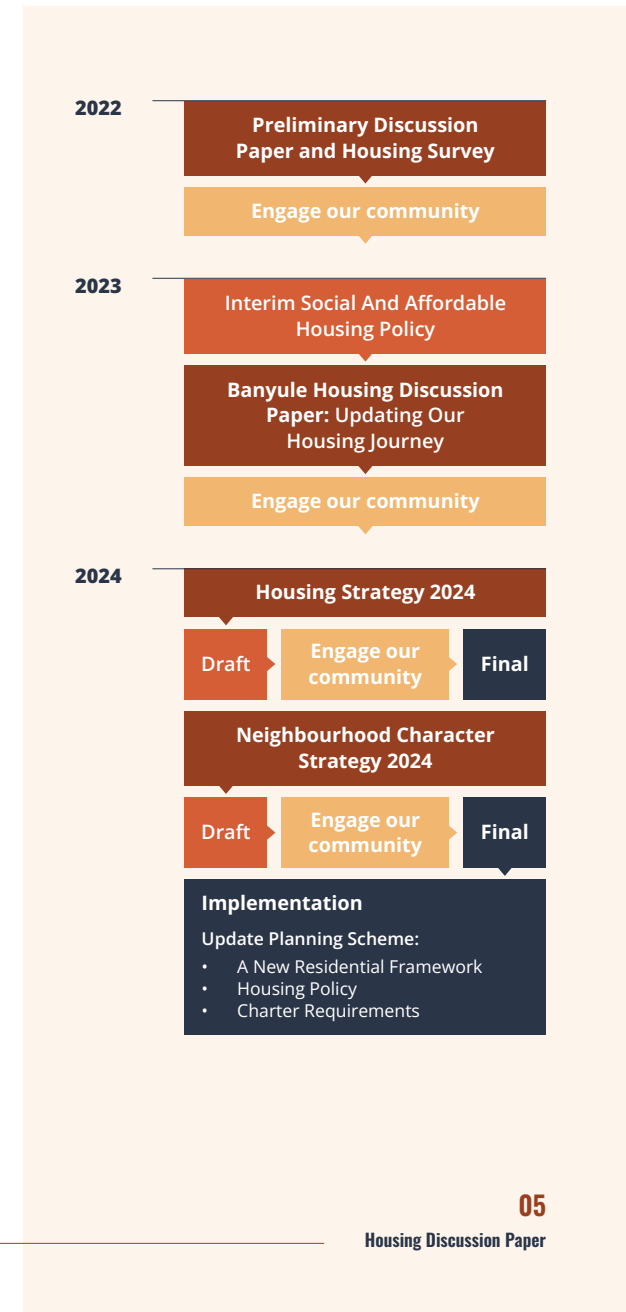 2022
Preliminary Discussion
Paper and Housing Survey
Engage our community
2023
Interim Social And Affordable
Housing Policy
Banyule Housing Discussion
Paper: Updating Our
Housing Journey
Engage our community
2024
Housing Strategy 2024
Draft
Engage our
community
Final
Neighbourhood Character
Strategy 2024
Draft
Engage our
community
Final
Implementation
Update Planning Scheme:
• A New Residential Framework
• Housing Policy
• Charter Requirements
05
Housing Discussion Paper